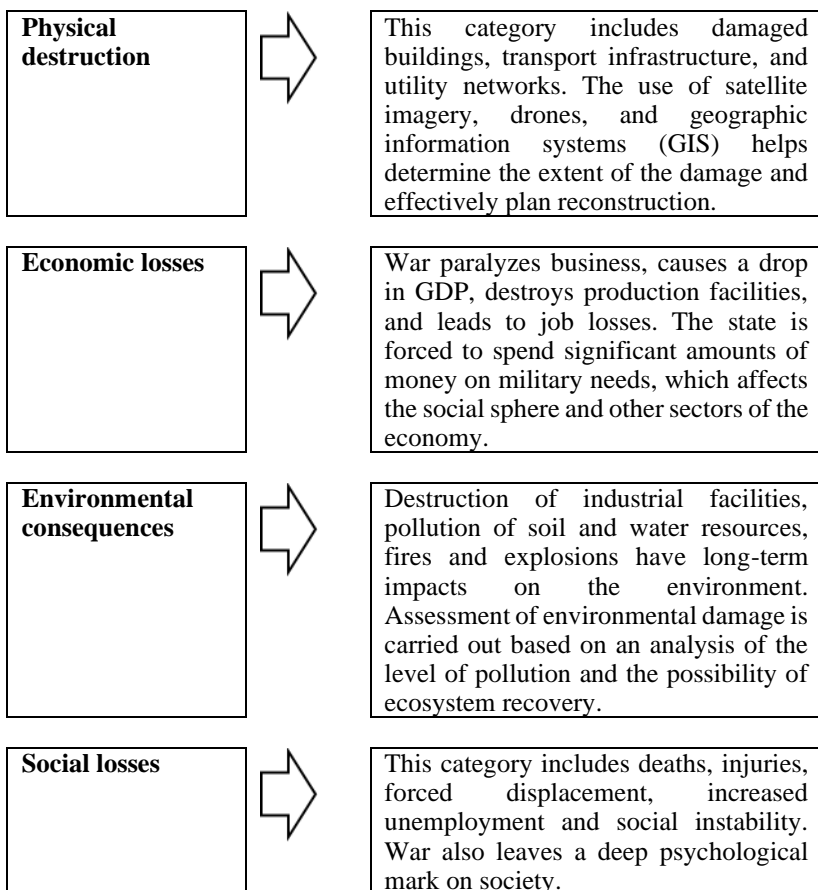 Physical
destruction
This category includes damaged
buildings, transport infrastructure, and
utility networks. The use of satellite
imagery, drones, and geographic
information systems (GIS) helps
determine the extent of the damage and
effectively plan reconstruction.
Economic losses
War paralyzes business, causes a drop
in GDP, destroys production facilities,
and leads to job losses. The state is
forced to spend significant amounts of
money on military needs, which affects
the social sphere and other sectors of the
economy.
Environmental
consequences
Destruction of industrial facilities,
pollution of soil and water resources,
fires and explosions have long-term
impacts on the environment.
Assessment of environmental damage is
carried out based on an analysis of the
level of pollution and the possibility of
ecosystem recovery.
Social losses
This category includes deaths, injuries,
forced displacement, increased
unemployment and social instability.
War also leaves a deep psychological
mark on society.